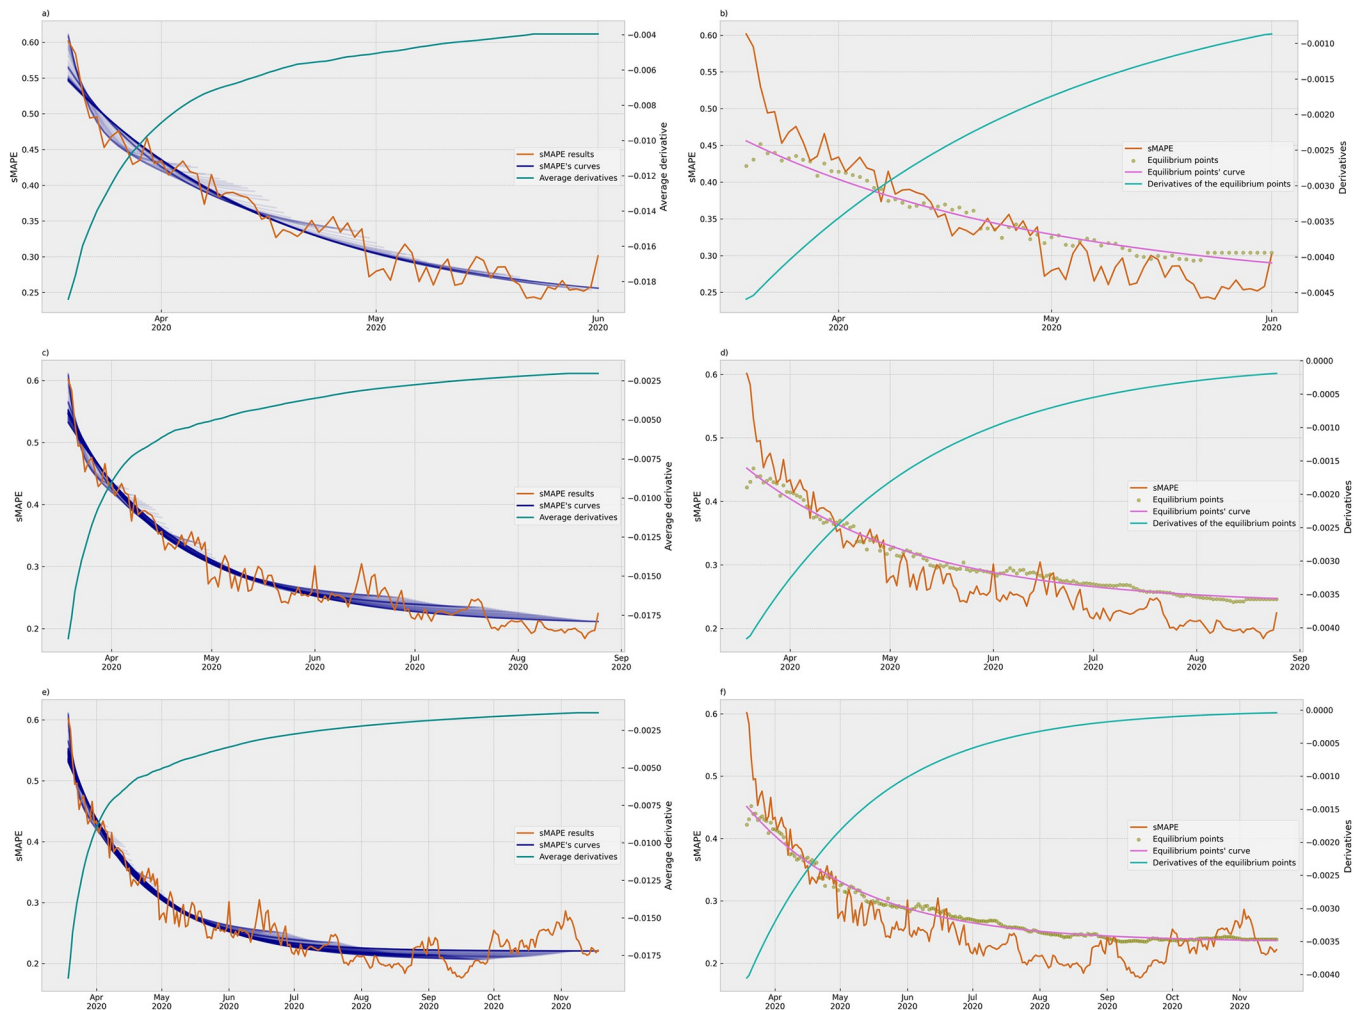 a)
0.60
0.55
0.50
0.45
0.40
0.35
0.30
0.25
sMAPE
−0.004
−0.006
−0.008
−0.010
−0.012
−0.014
−0.016
−0.018
Average derivative
sMAPE results
sMAPE's curves
Average derivatives
Apr
2020
May
2020
Jun
2020
b)
0.60
0.55
0.50
0.45
0.40
0.35
0.30
0.25
sMAPE
−0.0010
−0.0015
−0.0020
−0.0025
−0.0030
−0.0035
−0.0040
−0.0045
Derivatives
sMAPE
Equilibrium points
Equilibrium points' curve
Derivatives of the equilibrium points
Apr
2020
May
2020
Jun
2020
c)
0.6
0.5
0.4
0.3
0.2
sMAPE
−0.0025
−0.0050
−0.0075
−0.0100
−0.0125
−0.0150
−0.0175
Average derivative
sMAPE results
sMAPE's curves
Average derivatives
Apr
2020
May
2020
Jun
2020
Jul
2020
Aug
2020
Sep
2020
d)
0.6
0.5
0.4
0.3
0.2
sMAPE
0.0000
−0.0005
−0.0010
−0.0015
−0.0020
−0.0025
−0.0030
−0.0035
−0.0040
Derivatives
sMAPE
Equilibrium points
Equilibrium points' curve
Derivatives of the equilibrium points
Apr
2020
May
2020
Jun
2020
Jul
2020
Aug
2020
Sep
2020
e)
0.6
0.5
0.4
0.3
0.2
sMAPE
−0.0025
−0.0050
−0.0075
−0.0100
−0.0125
−0.0150
−0.0175
Average derivative
sMAPE results
sMAPE's curves
Average derivatives
Apr
2020
May
2020
Jun
2020
Jul
2020
Aug
2020
Sep
2020
Oct
2020
Nov
2020
f)
0.6
0.5
0.4
0.3
0.2
sMAPE
0.0000
−0.0005
−0.0010
−0.0015
−0.0020
−0.0025
−0.0030
−0.0035
−0.0040
Derivatives
sMAPE
Equilibrium points
Equilibrium points' curve
Derivatives of the equilibrium points
Apr
2020
May
2020
Jun
2020
Jul
2020
Aug
2020
Sep
2020
Oct
2020
Nov
2020